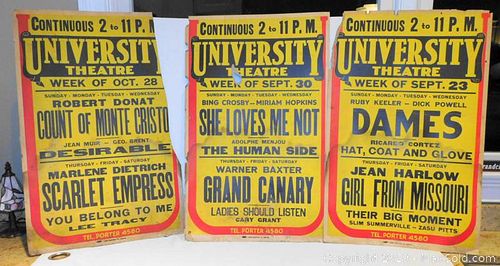 CONTINUOUS 2 to 11 P. M.
UNIVERSITY
THEATRE
WEEK OF OCT. 28
SUNDAY - MONDAY - TUESDAY - WEDNESDAY
ROBERT DONAT
COUNT OF MONTE CRISTO
JEAN MUIR - GEO. BRENT
DESIRABLE
THURSDAY - FRIDAY - SATURDAY
MARLENE DIETRICH
SCARLET EMPRESS
YOU BELONG TO ME
LEE TRACY
TEL. PORTER 4580
CONTINUOUS 2 to 11 P. M.
UNIVERSITY
THEATRE
WEEK OF SEPT. 30
SUNDAY - MONDAY - TUESDAY - WEDNESDAY
BING CROSBY - MIRIAM HOPKINS
SHE LOVES ME NOT
ADOLPHE MENJOU
THE HUMAN SIDE
THURSDAY - FRIDAY - SATURDAY
WARNER BAXTER
GRAND CANARY
LADIES SHOULD LISTEN
CARY GRANT
TEL. PORTER 4580
CONTINUOUS 2 to 11 P. M.
UNIVERSITY
THEATRE
WEEK OF SEPT. 23
SUNDAY - MONDAY - TUESDAY - WEDNESDAY
RUBY KEELER - DICK POWELL
DAMES
RICARDO CORTEZ
HAT, COAT AND GLOVE
THURSDAY - FRIDAY - SATURDAY
JEAN HARLOW
GIRL FROM MISSOURI
THEIR BIG MOMENT
SLIM SUMMERVILLE - ZASU PITTS
TEL. PORTER 4580